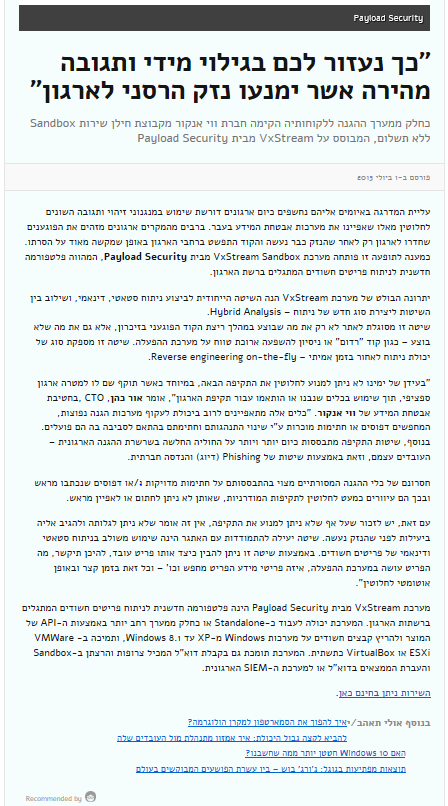 Payload Security
"כך נעזור לכם בגילוי מידי ותגובה
מהירה אשר ימנעו נזק הרסני לארגון"
כחלק ממערך ההגנה ללקוחותיה הקימה חברת ווי אנקור מקבוצת חילן שירות Sandbox
ללא תשלום, המבוסס על VxStream מבית Payload Security
פורסם ב-1 ביולי 2015
עליית המדרגה באיומים אליהם נחשפים כיום ארגונים דורשת שימוש במנגנוני זיהוי ותגובה השונים
לחלוטין מאלו שאפיינו את מערכות אבטחת המידע בעבר. ברבים מהמקרים ארגונים מזהים את הפוגענים
שחדרו לארגון רק לאחר שהנזק כבר נעשה והקוד התפשט ברחבי הארגון באופן שמקשה מאוד על הסרתו.
כמענה לתופעה זו פותחה מערכת VxStream Sandbox מבית Payload Security, המהווה פלטפורמה
חדשנית לניתוח פריטים חשודים המתגלים ברשת הארגון.
יתרונה הבולט של מערכת VxStream הנה השיטה הייחודית לביצוע ניתוח סטאטי, דינאמי, ושילוב בין
השיטות ליצירת סוג חדש של ניתוח – Hybrid Analysis.
שיטה זו מסוגלת לאתר לא רק את מה שבוצע במהלך ריצת הקוד הפוגעני בזיכרון, אלא גם את מה שלא
בוצע – כגון קוד "רדום" או ניסיון להשפעה ארוכת טווח על מערכת ההפעלה. שיטה זו מספקת סוג של
יכולת ניתוח לאחור בזמן אמיתי – Reverse engineering on-the-fly.
"בעידן של ימינו לא ניתן למנוע לחלוטין את התקיפה הבאה, במיוחד כאשר תוקף שם לו למטרה ארגון
ספציפי, תוך שימוש בכלים שנבנו או הותאמו עבור תקיפת הארגון", אומר אור כהן, CTO ,בחטיבת
אבטחת המידע של ווי אנקור. "כלים אלה מתאפיינים לרוב ביכולת לעקוף מערכות הגנה נפוצות,
המחפשים דפוסים או חתימות מוכרות ע"י שינוי התנהגותם וחתימתם בהתאם לסביבה בה הם פועלים.
בנוסף, שיטות התקיפה מתבססות כיום יותר ויותר על החוליה החלשה בשרשרת ההגנה הארגונית –
העובדים עצמם, וזאת באמצעות שיטות של Phishing (דיוג) והנדסה חברתית.
חסרונם של כלי ההגנה המסורתיים מצוי בהתבססותם על חתימות מדויקות ו/או דפוסים שנכתבו מראש
ובכך הם עיוורים כמעט לחלוטין לתקיפות המודרניות, שאותן לא ניתן לחתום או לאפיין מראש.
עם זאת, יש לזכור שעל אף שלא ניתן למנוע את התקיפה, אין זה אומר שלא ניתן לגלותה ולהגיב אליה
ביעילות לפני שהנזק נעשה. שיטה יעילה להתמודדות עם האתגר הינה שימוש משולב בניתוח סטאטי
ודינאמי של פריטים חשודים. באמצעות שיטה זו ניתן להבין כיצד אותו פריט עובד, להיכן תיקשר, מה
הפריט עושה במערכת ההפעלה, איזה פריטי מידע הפריט מחפש וכו' – וכל זאת בזמן קצר ובאופן
אוטומטי לחלוטין".
מערכת VxStream מבית Payload Security הינה פלטפורמה חדשנית לניתוח פריטים חשודים המתגלים
ברשתות הארגון. המערכת יכולה לעבוד כ-Standalone או כחלק ממערך רחב יותר באמצעות ה-API של
המוצר ולהריץ קבצים חשודים על מערכות Windows מ-XP עד Windows 8.1, ותמיכה ב- VMWare
ESXi או VirtualBox כתשתית. המערכת תומכת גם בקבלת דוא"ל המכיל צרופות והרצתן ב-Sandbox
והעברת הממצאים בדוא"ל או למערכת ה-SIEM הארגונית.
השירות ניתן בחינם כאן.
בנוסף אולי תאהב/י
איך להפוך את הסמארטפון למקרן הולוגרמה?
להביא לקצה גבול היכולת: איך אמזון מתנהלת מול העובדים שלה
האם Windows 10 חטטן יותר ממה שחשבנו?
תוצאות מפתיעות בגוגל: ג'ורג' בוש – ביו עשרת הפושעים המבוקשים בעולם
Recommended by